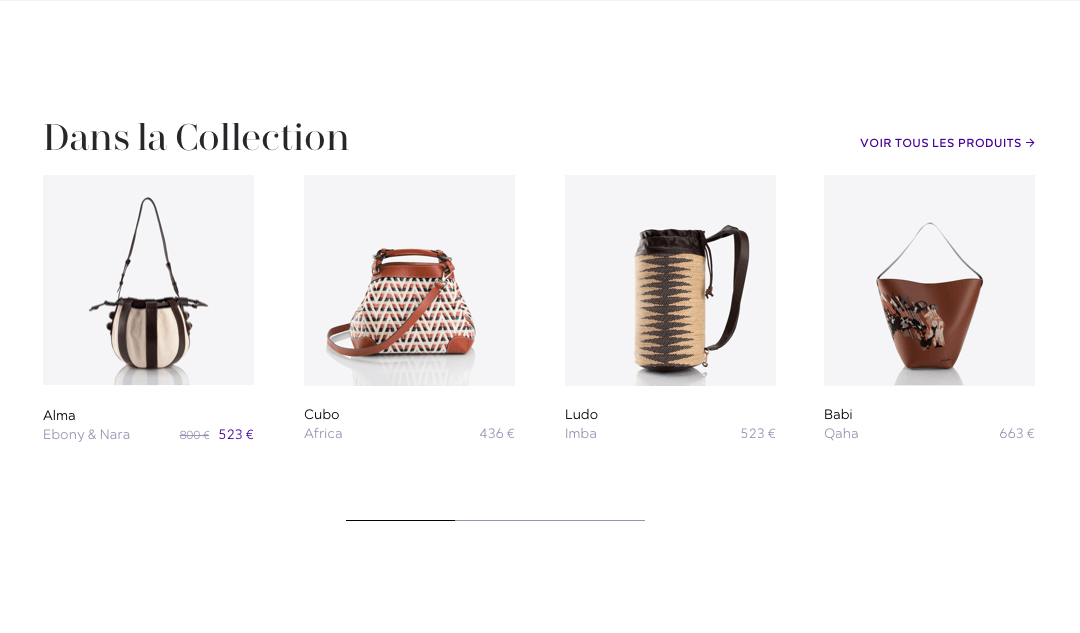 Dans la Collection
VOIR TOUS LES PRODUITS →
Alma
Ebony & Nara 800 € 523 €
Cubo
Africa 436 €
Ludo
Imba 523 €
Babi
Qaha 663 €